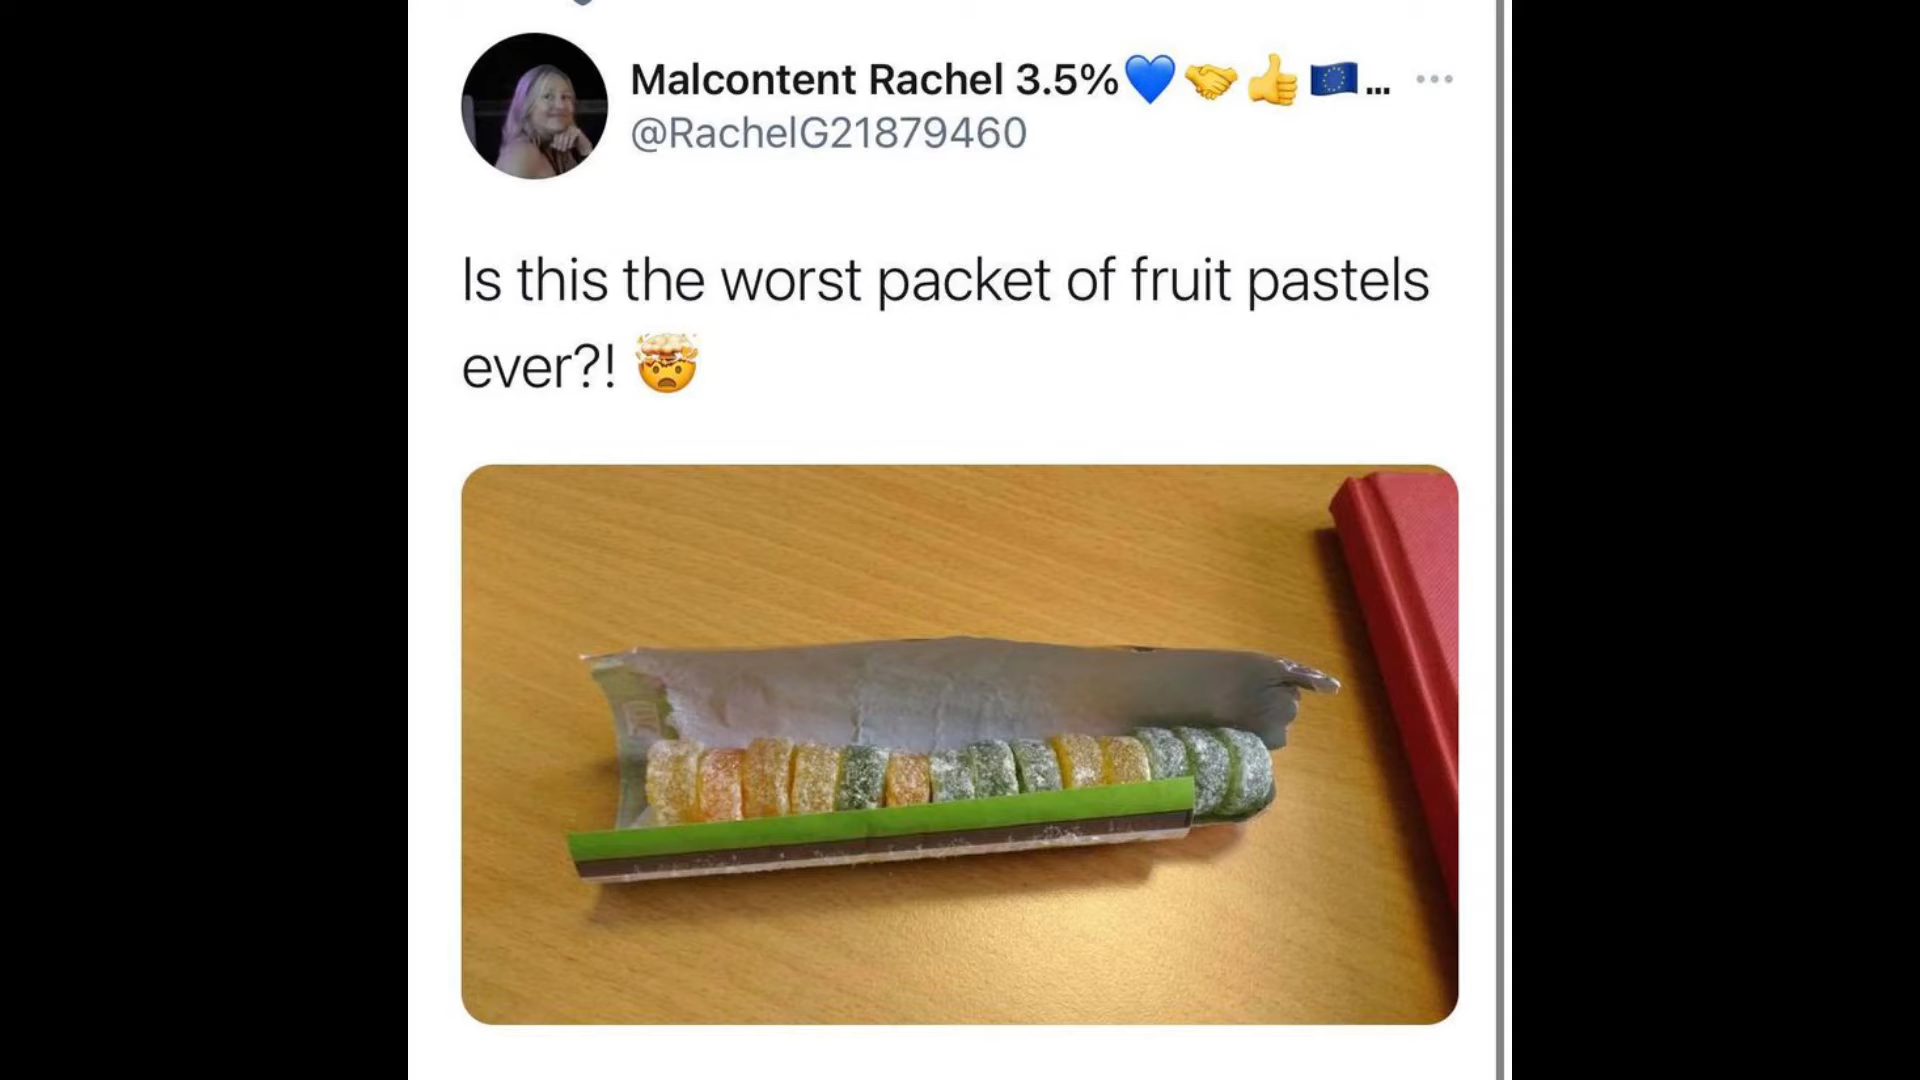 Malcontent Rachel 3.5%💙🤝👍🇪🇺...
@RachelG21879460
Is this the worst packet of fruit pastels
ever?! 🤯